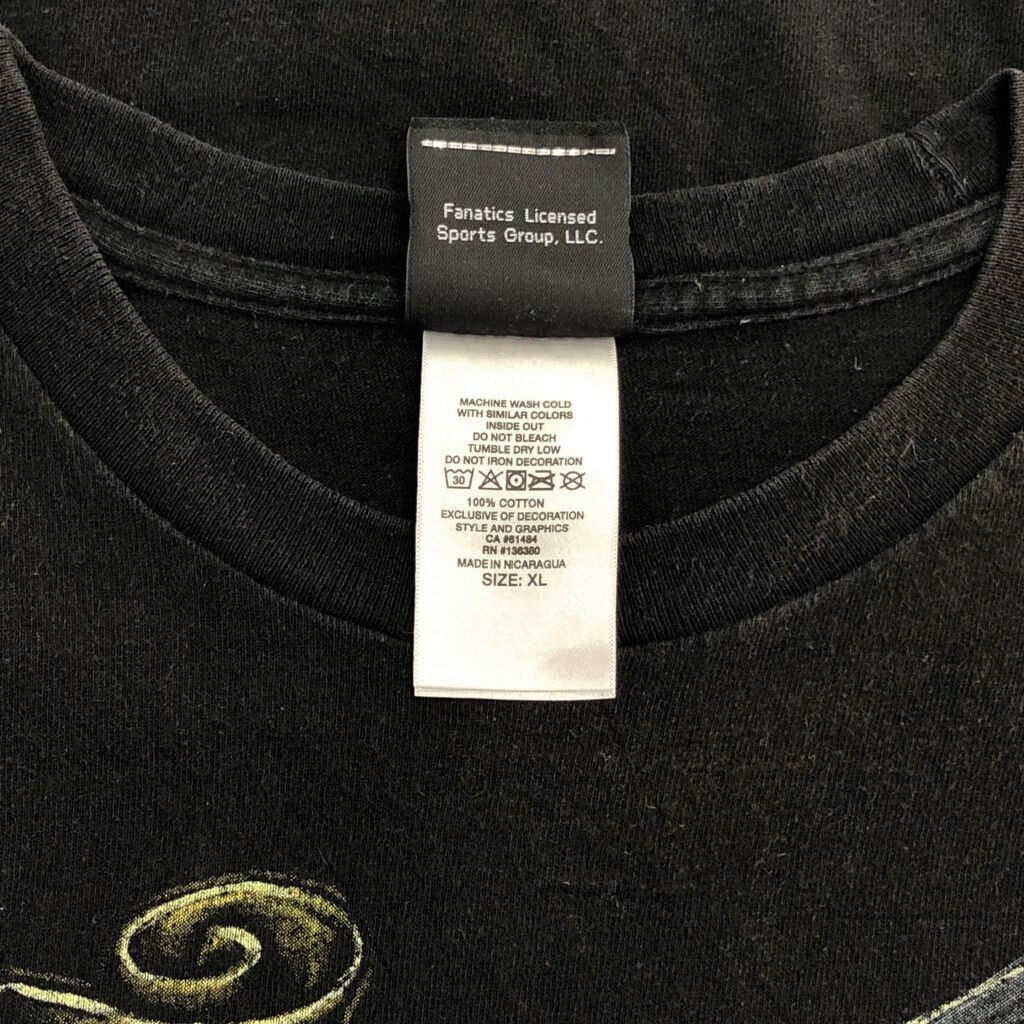 Fanatics Licensed
Sports Group, LLC.
MACHINE WASH COLD
WITH SIMILAR COLORS
INSIDE OUT
DO NOT BLEACH
TUMBLE DRY LOW
DO NOT IRON DECORATION
30
100% COTTON
EXCLUSIVE OF DECORATION
STYLE AND GRAPHICS
CA #61484
RN #136380
MADE IN NICARAGUA
SIZE: XL